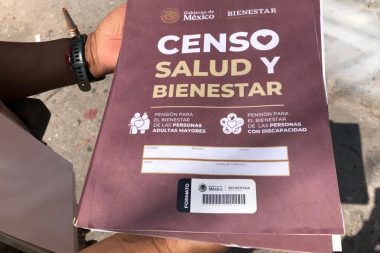 Gobierno de
México
BIENESTAR
CENSO
SALUD Y
BIENESTAR
PENSIÓN PARA
EL BIENESTAR
DE LAS PERSONAS
ADULTAS MAYORES
PENSIÓN PARA
EL BIENESTAR
DE LAS PERSONAS
CON DISCAPACIDAD
FORMATO
México
BIENESTAR